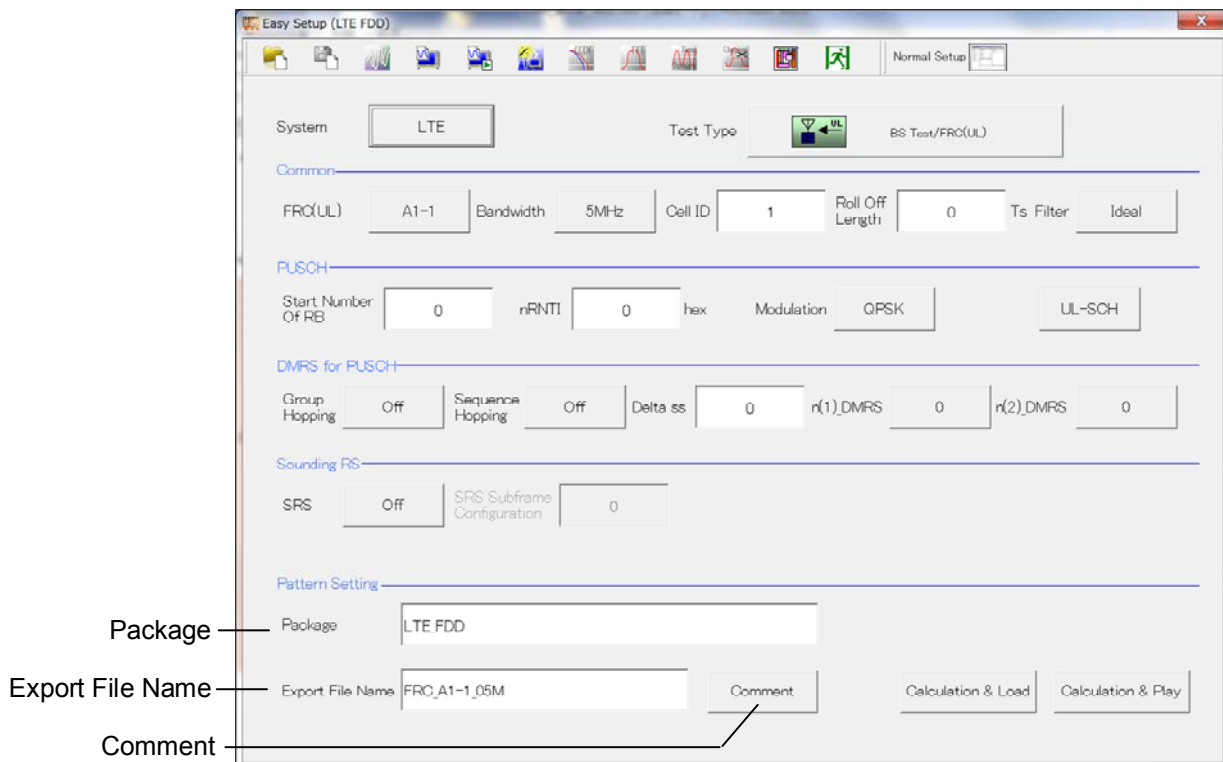 Easy Setup (LTE FDD)
Normal Setup
System LTE Test Type UL BS Test/FRC(UL)
Common
FRC(UL) A1-1 Bandwidth 5MHz Cell ID 1 Roll Off Length 0 Ts Filter Ideal
PUSCH
Start Number Of RB 0 nRNTI 0 hex Modulation QPSK UL-SCH
DMRS for PUSCH
Group Hopping Off Sequence Hopping Off Delta ss 0 n(1)_DMRS 0 n(2)_DMRS 0
Sounding RS
SRS Off SRS Subframe Configuration 0
Pattern Setting
Package Package LTE_FDD
Export File Name Export File Name FRC_A1-1_05M Comment Calculation & Load Calculation & Play
Comment